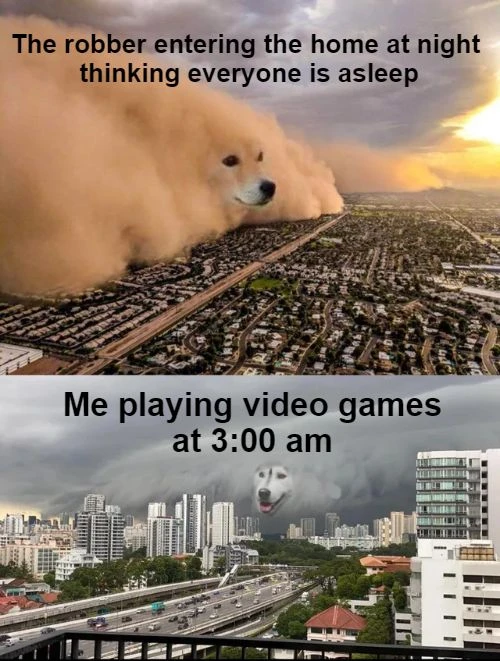 The robber entering the home at night
thinking everyone is asleep
Me playing video games
at 3:00 am